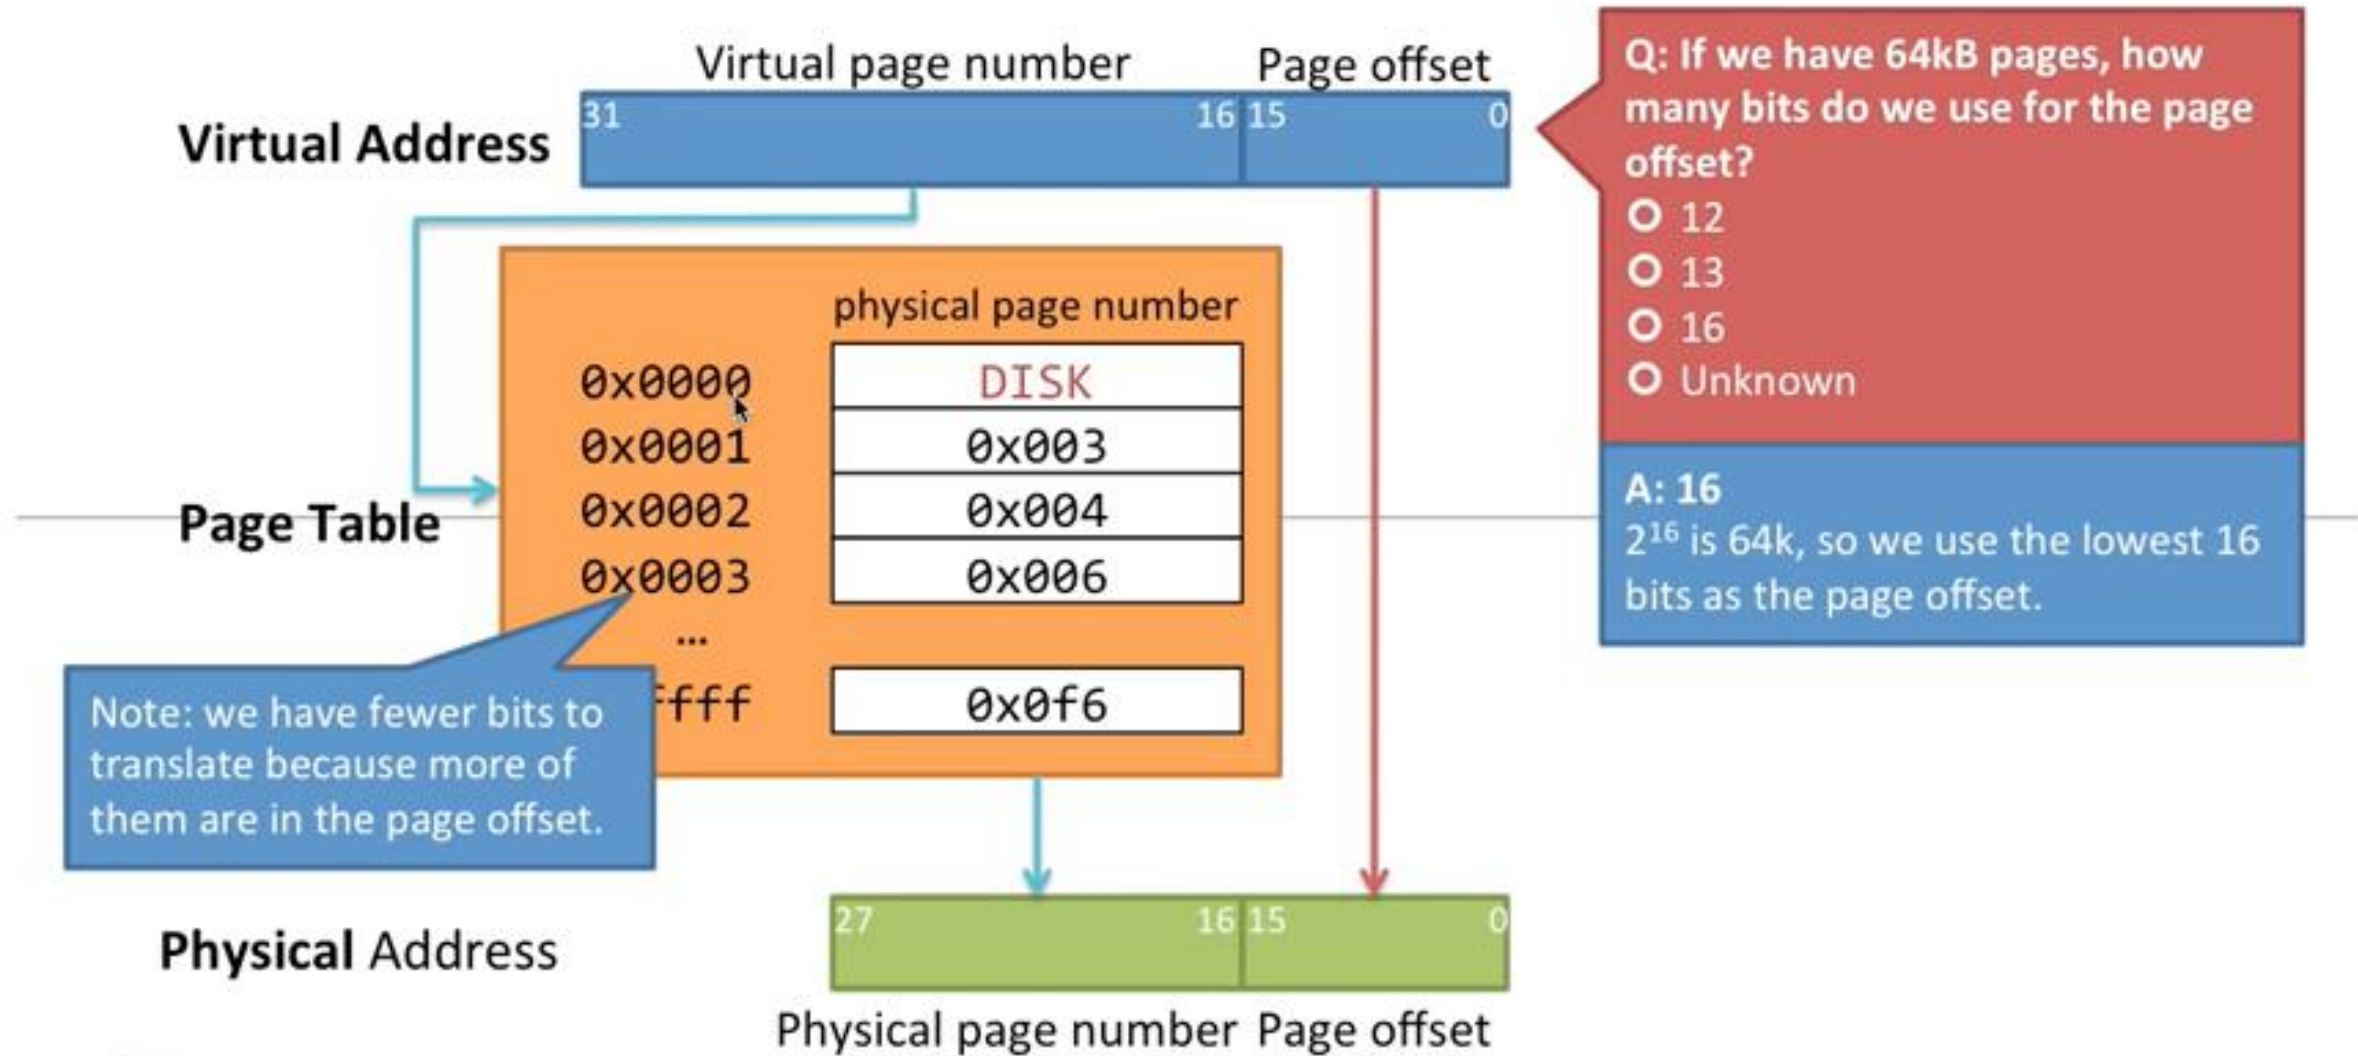 Virtual page number Page offset
Virtual Address 31 16 15 0
Q: If we have 64kB pages, how
many bits do we use for the page
offset?
12
13
16
Unknown
A: 16
2¹⁶ is 64k, so we use the lowest 16
bits as the page offset.
physical page number
0x0000 DISK
0x0001 0x003
0x0002 0x004
Page Table
0x0003 0x006
...
ffff 0x0f6
Note: we have fewer bits to
translate because more of
them are in the page offset.
Physical Address 27 16 15 0
Physical page number Page offset